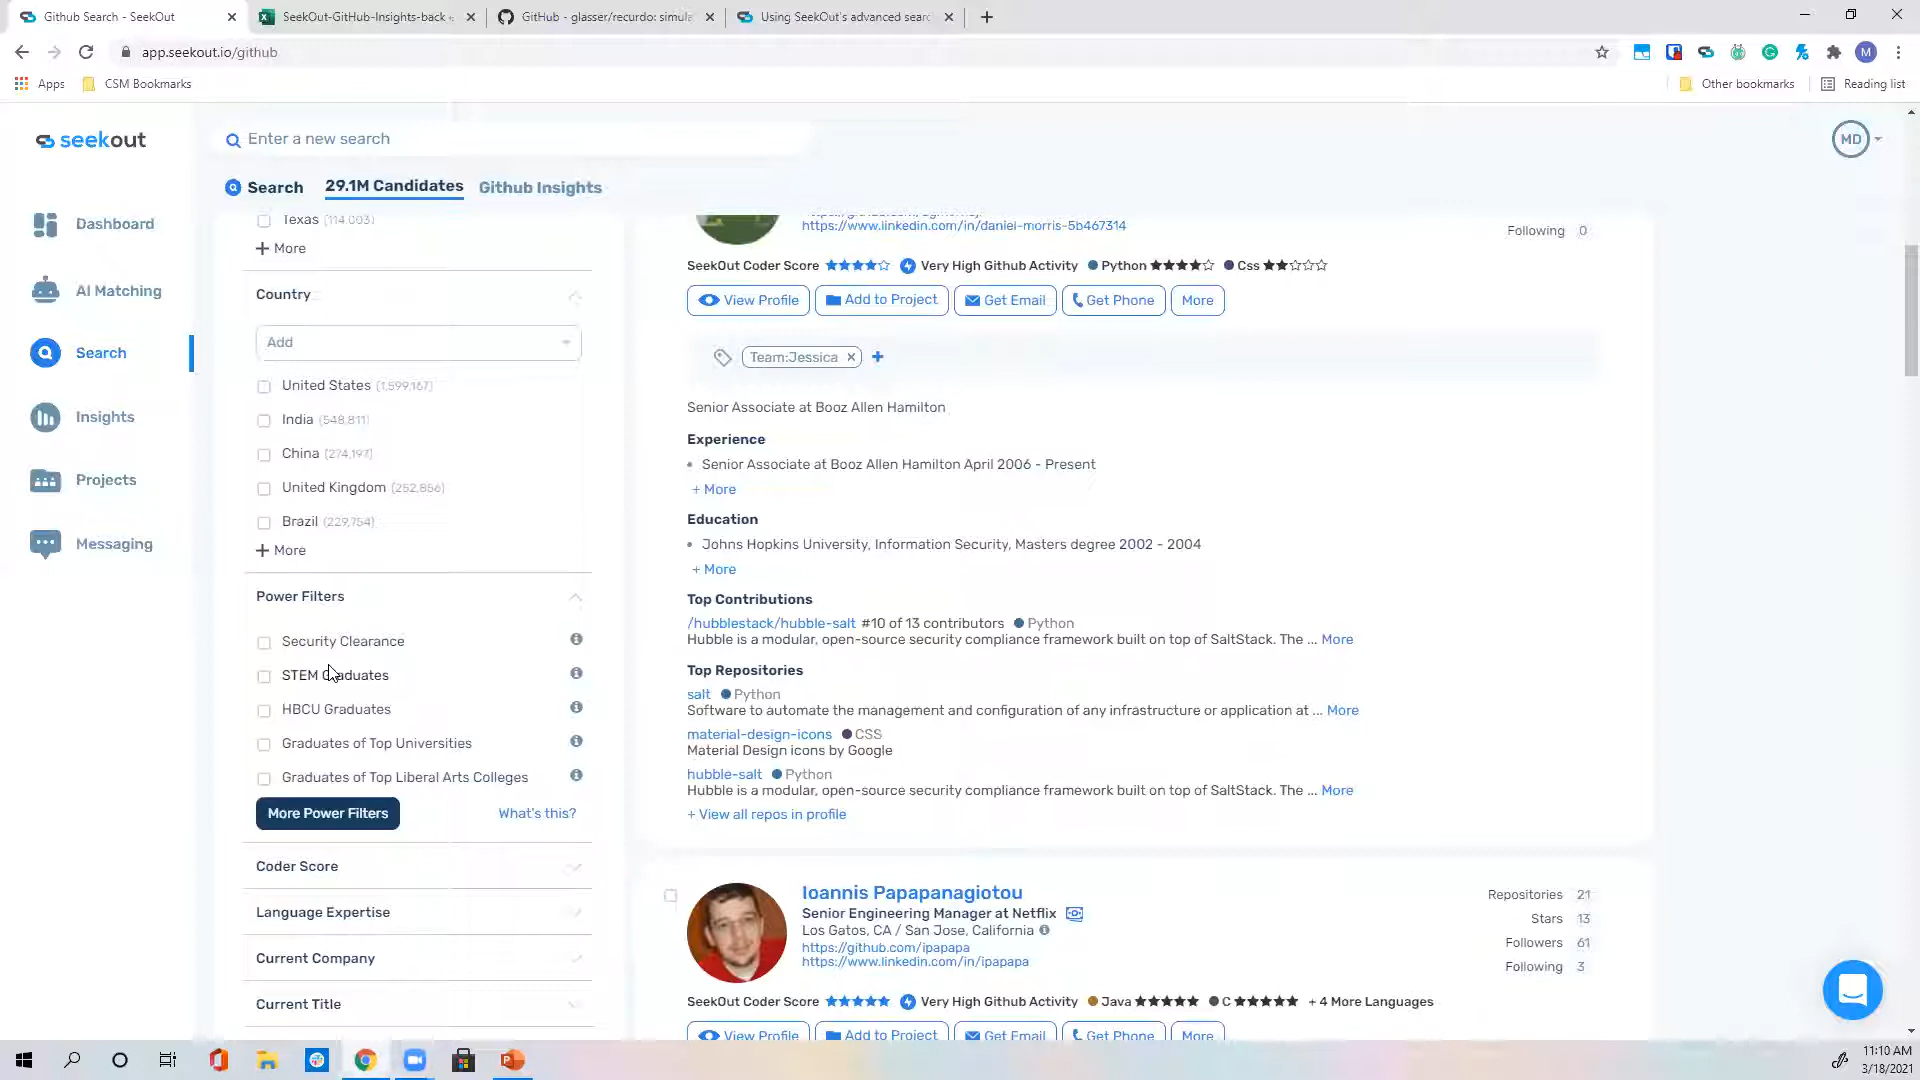 Github Search - SeekOut
SeekOut-GitHub-Insights-back
GitHub - glasser/recurdo: simula
Using SeekOut's advanced sear
app.seekout.io/github
M
Apps
CSM Bookmarks
Other bookmarks
Reading list
seekout
Enter a new search
MD
Search
29.1M Candidates
Github Insights
Dashboard
AI Matching
Search
Insights
Projects
Messaging
Texas (114,003)
+ More
Country
Add
United States (1,599,167)
India (548,811)
China (274,197)
United Kingdom (252,856)
Brazil (229,754)
+ More
Power Filters
Security Clearance
STEM Graduates
HBCU Graduates
Graduates of Top Universities
Graduates of Top Liberal Arts Colleges
More Power Filters
What's this?
Coder Score
Language Expertise
Current Company
Current Title
https://www.linkedin.com/in/daniel-morris-5b467314
Following 0
SeekOut Coder Score ★★★★☆ Very High Github Activity Python ★★★★☆ Css ★★☆☆☆
View Profile
Add to Project
Get Email
Get Phone
More
Team:Jessica × +
Senior Associate at Booz Allen Hamilton
Experience
• Senior Associate at Booz Allen Hamilton April 2006 - Present
+ More
Education
• Johns Hopkins University, Information Security, Masters degree 2002 - 2004
+ More
Top Contributions
/hubblestack/hubble-salt #10 of 13 contributors Python
Hubble is a modular, open-source security compliance framework built on top of SaltStack. The ... More
Top Repositories
salt Python
Software to automate the management and configuration of any infrastructure or application at ... More
material-design-icons CSS
Material Design icons by Google
hubble-salt Python
Hubble is a modular, open-source security compliance framework built on top of SaltStack. The ... More
+ View all repos in profile
Ioannis Papapanagiotou
Senior Engineering Manager at Netflix
Los Gatos, CA / San Jose, California
https://github.com/ipapapa
https://www.linkedin.com/in/ipapapa
Repositories 21
Stars 13
Followers 61
Following 3
SeekOut Coder Score ★★★★★ Very High Github Activity Java ★★★★★ C ★★★★★ + 4 More Languages
View Profile
Add to Project
Get Email
Get Phone
More
11:10 AM
3/18/2021